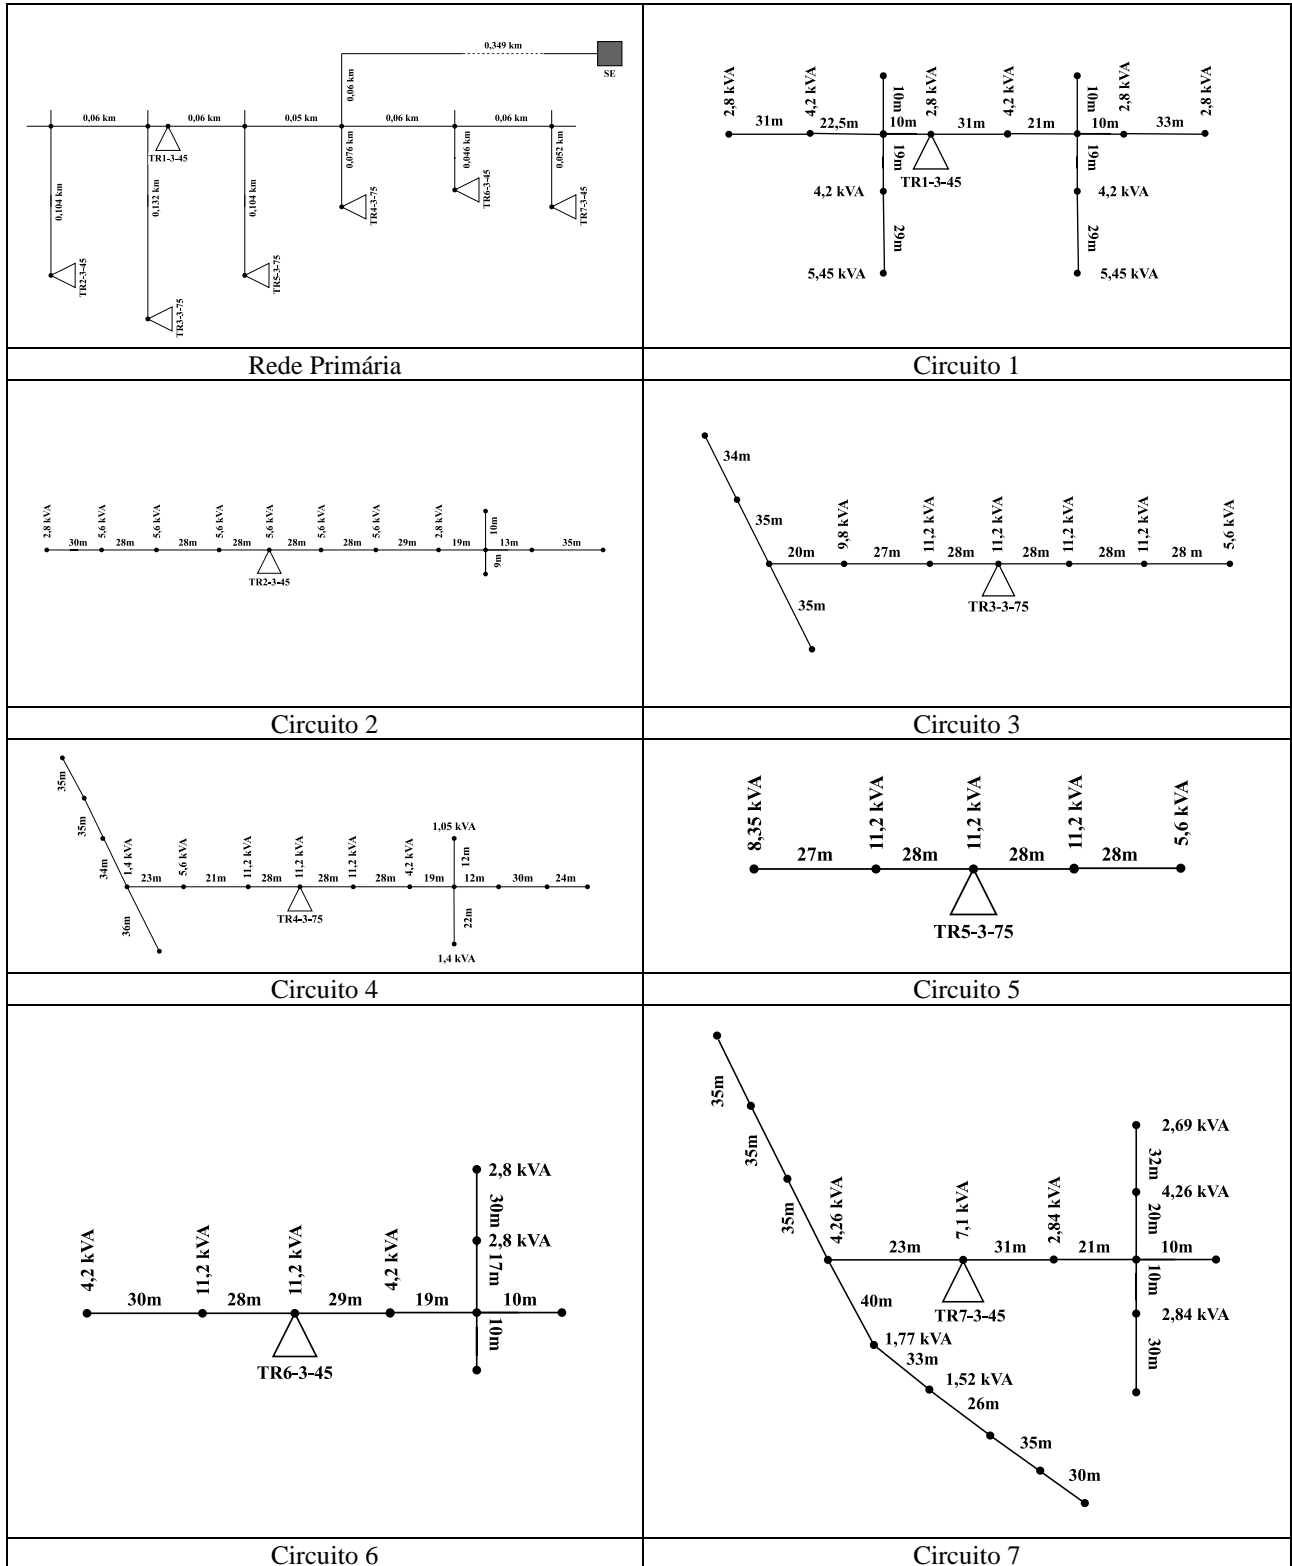 0,349 km
SE
0,06 km
0,06 km
0,06 km
0,05 km
0,06 km
0,06 km
TR1-3-45
0,104 km
0,132 km
0,104 km
0,076 km
0,046 km
0,052 km
TR2-3-45
TR3-3-75
TR5-3-75
TR4-3-75
TR6-3-45
TR7-3-45
Rede Primária
2,8 kVA
4,2 kVA
10m
2,8 kVA
4,2 kVA
10m
2,8 kVA
2,8 kVA
31m
22,5m
10m
31m
21m
10m
33m
19m
TR1-3-45
19m
4,2 kVA
4,2 kVA
29m
29m
5,45 kVA
5,45 kVA
Circuito 1
2,8 kVA
5,6 kVA
5,6 kVA
5,6 kVA
5,6 kVA
5,6 kVA
5,6 kVA
2,8 kVA
10m
30m
28m
28m
28m
28m
28m
29m
19m
13m
35m
9m
TR2-3-45
Circuito 2
34m
35m
9,8 kVA
11,2 kVA
11,2 kVA
11,2 kVA
11,2 kVA
5,6 kVA
20m
27m
28m
28m
28m
28 m
35m
TR3-3-75
Circuito 3
35m
35m
34m
1,4 kVA
5,6 kVA
11,2 kVA
11,2 kVA
11,2 kVA
4,2 kVA
1,05 kVA
12m
23m
21m
28m
28m
28m
19m
12m
30m
24m
36m
TR4-3-75
22m
1,4 kVA
Circuito 4
8,35 kVA
11,2 kVA
11,2 kVA
11,2 kVA
5,6 kVA
27m
28m
28m
28m
TR5-3-75
Circuito 5
2,8 kVA
30m
4,2 kVA
11,2 kVA
11,2 kVA
4,2 kVA
2,8 kVA
17m
30m
28m
29m
19m
10m
10m
TR6-3-45
Circuito 6
35m
35m
35m
2,69 kVA
32m
4,26 kVA
20m
4,26 kVA
7,1 kVA
2,84 kVA
23m
31m
21m
10m
40m
TR7-3-45
10m
2,84 kVA
30m
1,77 kVA
33m
1,52 kVA
26m
35m
30m
Circuito 7